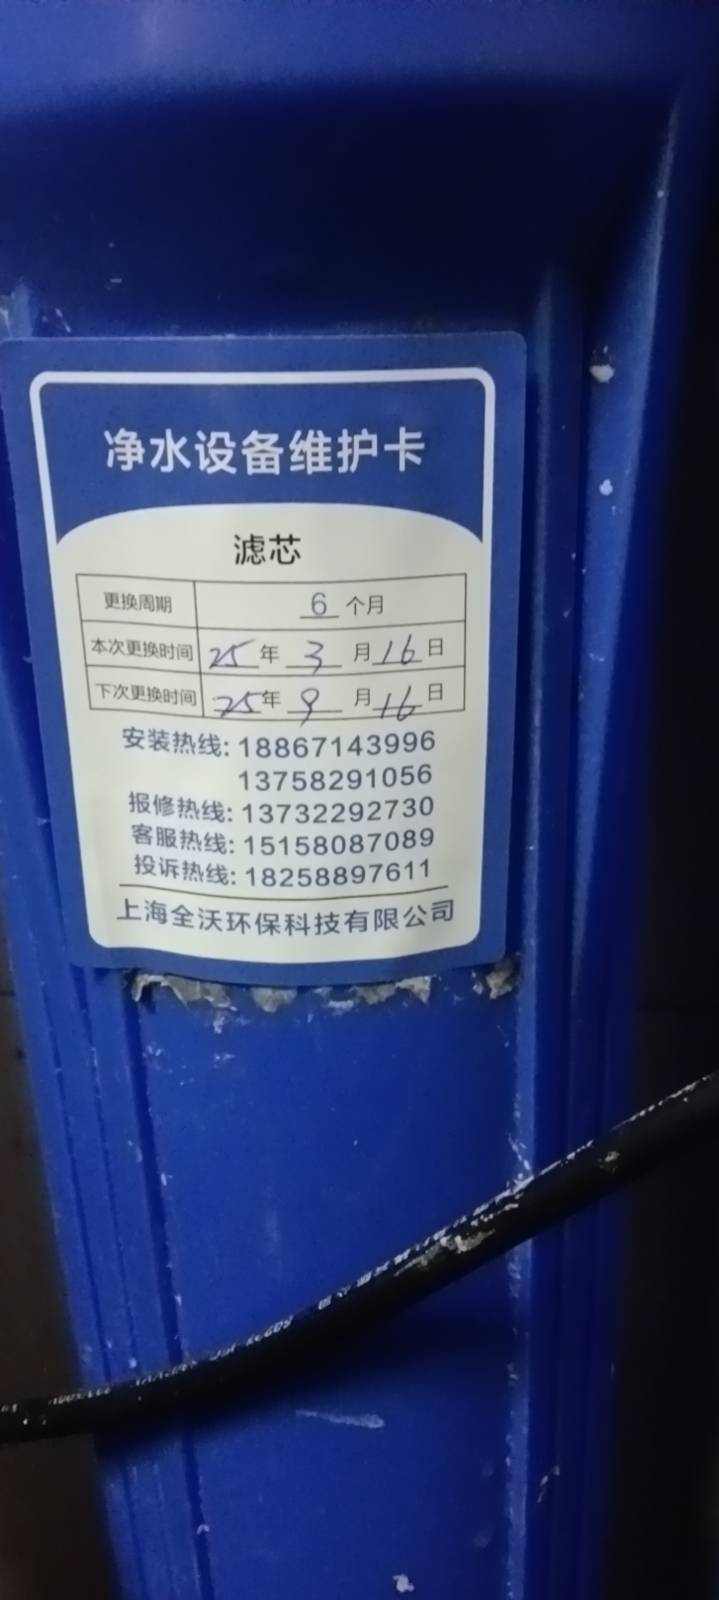 净水设备维护卡
滤芯
更换周期 6 个月
本次更换时间 25 年 3 月 16 日
下次更换时间 25 年 9 月 16 日
安装热线: 18867143996
13758291056
报修热线: 13732292730
客服热线: 15158087089
投诉热线: 18258897611
上海全沃环保科技有限公司